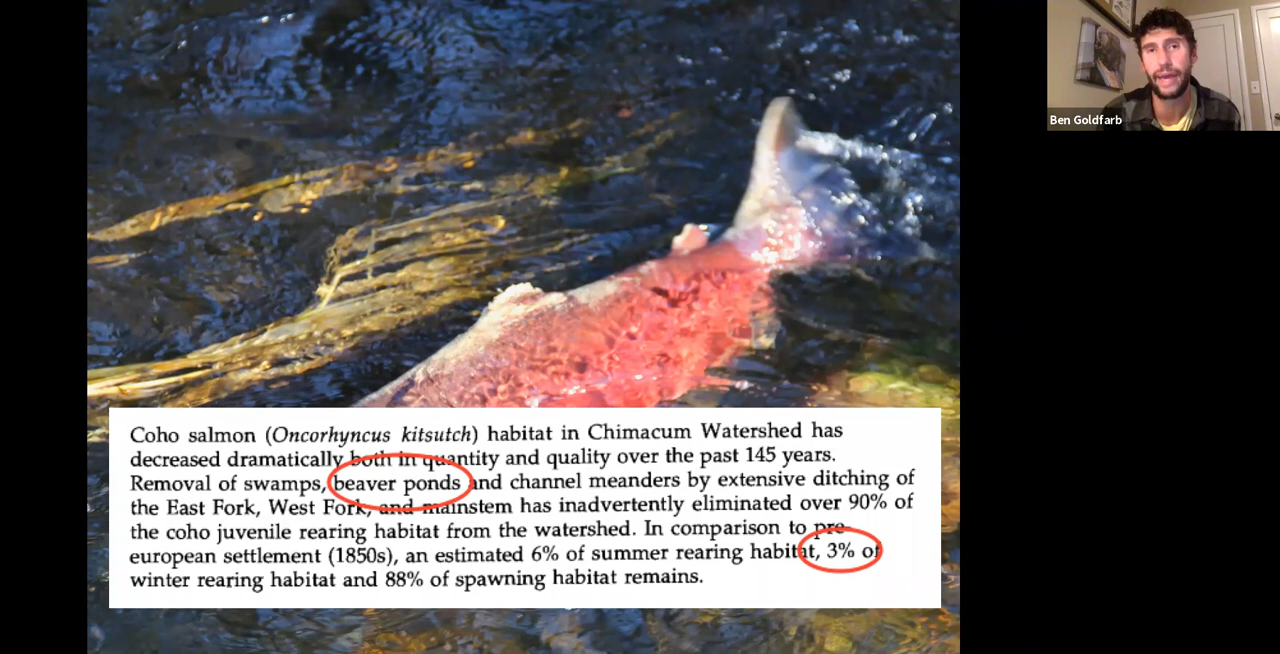 Ben Goldfarb
Coho salmon (Oncorhyncus kitsutch) habitat in Chimacum Watershed has
decreased dramatically both in quantity and quality over the past 145 years.
Removal of swamps, beaver ponds and channel meanders by extensive ditching of
the East Fork, West Fork, and mainstem has inadvertently eliminated over 90% of
the coho juvenile rearing habitat from the watershed. In comparison to pre-
european settlement (1850s), an estimated 6% of summer rearing habitat, 3% of
winter rearing habitat and 88% of spawning habitat remains.